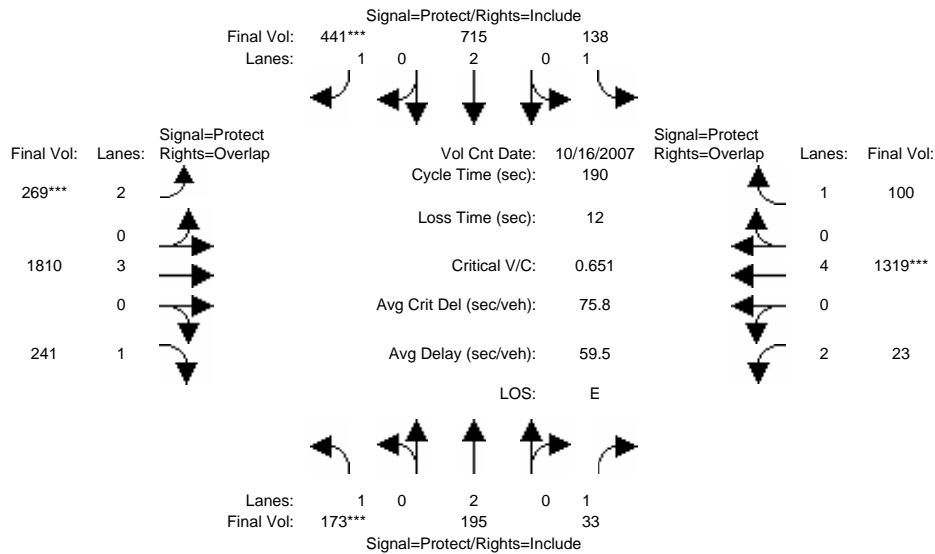 Signal=Protect/Rights=Include
Final Vol: 441*** 715 138
Lanes: 1 0 2 0 1
Signal=Protect Signal=Protect
Final Vol: Lanes: Rights=Overlap Vol Cnt Date: 10/16/2007 Rights=Overlap Lanes: Final Vol:
Cycle Time (sec): 190
269*** 2 1 100
Loss Time (sec): 12
0 0
1810 3 Critical V/C: 0.651 4 1319***
0 Avg Crit Del (sec/veh): 75.8 0
241 1 Avg Delay (sec/veh): 59.5 2 23
LOS: E
Lanes: 1 0 2 0 1
Final Vol: 173*** 195 33
Signal=Protect/Rights=Include